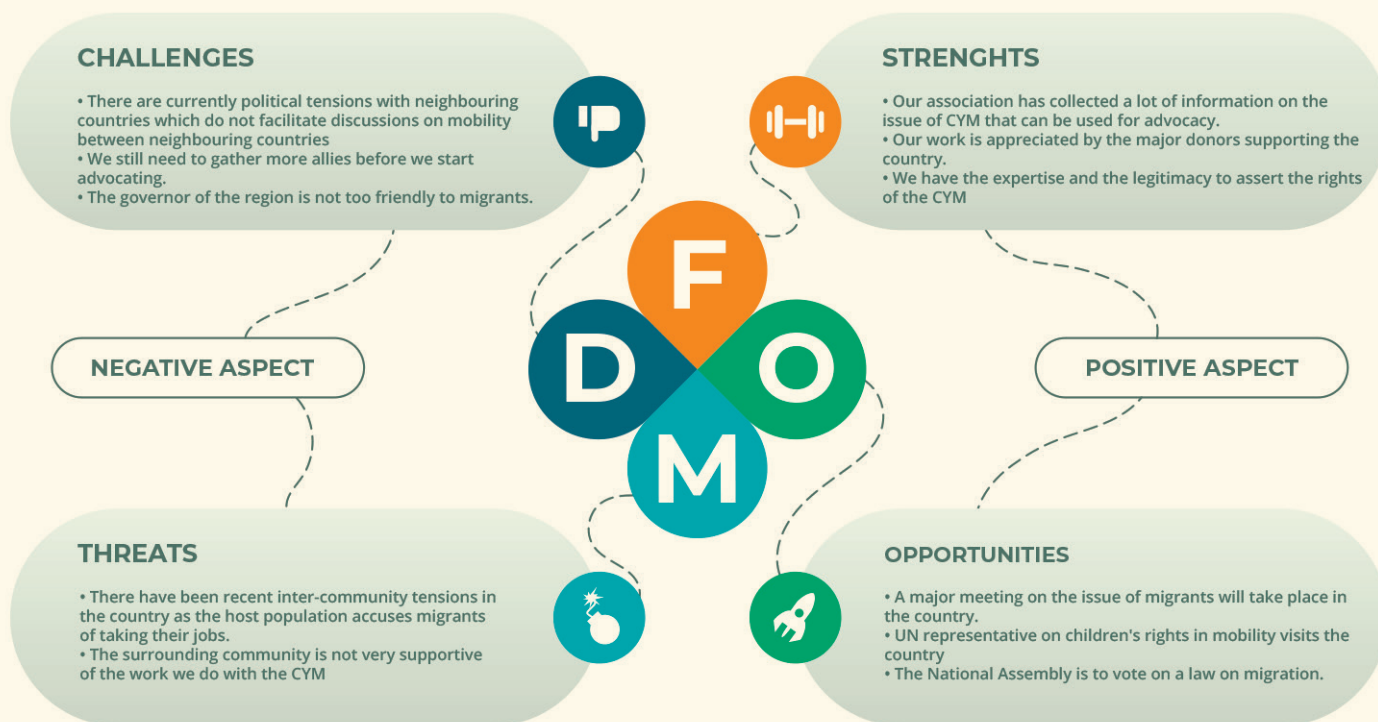 CHALLENGES
• There are currently political tensions with neighbouring
countries which do not facilitate discussions on mobility
between neighbouring countries
• We still need to gather more allies before we start
advocating.
• The governor of the region is not too friendly to migrants.
STRENGHTS
• Our association has collected a lot of information on the
issue of CYM that can be used for advocacy.
• Our work is appreciated by the major donors supporting the
country.
• We have the expertise and the legitimacy to assert the rights
of the CYM
F
D
O
M
NEGATIVE ASPECT
POSITIVE ASPECT
THREATS
• There have been recent inter-community tensions in
the country as the host population accuses migrants
of taking their jobs.
• The surrounding community is not very supportive
of the work we do with the CYM
OPPORTUNITIES
• A major meeting on the issue of migrants will take place in
the country.
• UN representative on children's rights in mobility visits the
country
• The National Assembly is to vote on a law on migration.